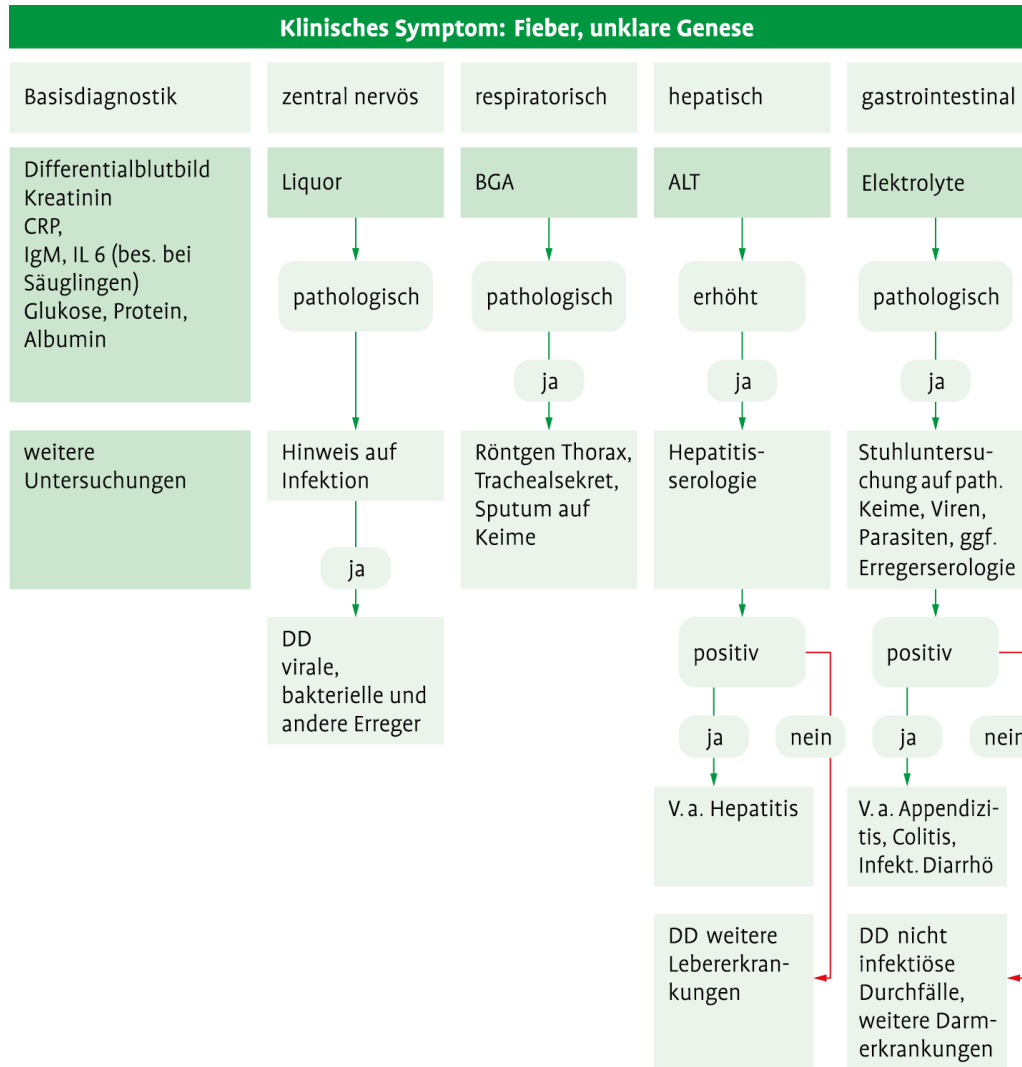 Klinisches Symptom: Fieber, unklare Genese
Basisdiagnostik
zentral nervös
respiratorisch
hepatisch
gastrointestinal
Differentialblutbild
Kreatinin
CRP,
IgM, IL 6 (bes. bei
Säuglingen)
Glukose, Protein,
Albumin
Liquor
BGA
ALT
Elektrolyte
pathologisch
pathologisch
erhöht
pathologisch
ja
ja
ja
weitere
Untersuchungen
Hinweis auf
Infektion
Röntgen Thorax,
Trachealsekret,
Sputum auf
Keime
Hepatitis-
serologie
Stuhluntersu-
chung auf path.
Keime, Viren,
Parasiten, ggf.
Erregerserologie
ja
DD
virale,
bakterielle und
andere Erreger
positiv
positiv
ja
nein
ja
nein
V. a. Hepatitis
V. a. Appendizi-
tis, Colitis,
Infekt. Diarrhö
DD weitere
Lebererkran-
kungen
DD nicht
infektiöse
Durchfälle,
weitere Darm-
erkrankungen